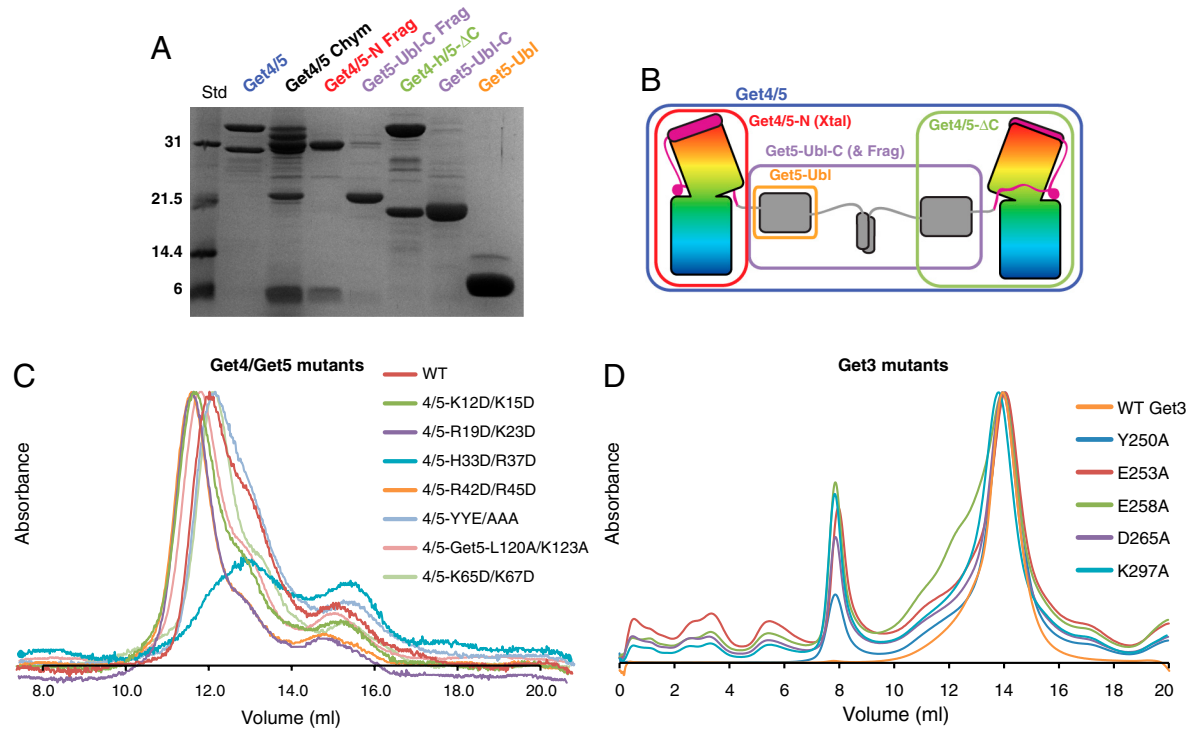 A
Std
Get4/5
Get4/5 Chym
Get4/5-N Frag
Get5-Ubl-C Frag
Get4-h/5-ΔC
Get5-Ubl-C
Get5-Ubl
31
21.5
14.4
6
B
Get4/5
Get4/5-N (Xtal)
Get4/5-ΔC
Get5-Ubl-C (& Frag)
Get5-Ubl
C
Get4/Get5 mutants
WT
4/5-K12D/K15D
4/5-R19D/K23D
4/5-H33D/R37D
4/5-R42D/R45D
4/5-YYE/AAA
4/5-Get5-L120A/K123A
4/5-K65D/K67D
Absorbance
8.0 10.0 12.0 14.0 16.0 18.0 20.0
Volume (ml)
D
Get3 mutants
WT Get3
Y250A
E253A
E258A
D265A
K297A
Absorbance
0 2 4 6 8 10 12 14 16 18 20
Volume (ml)